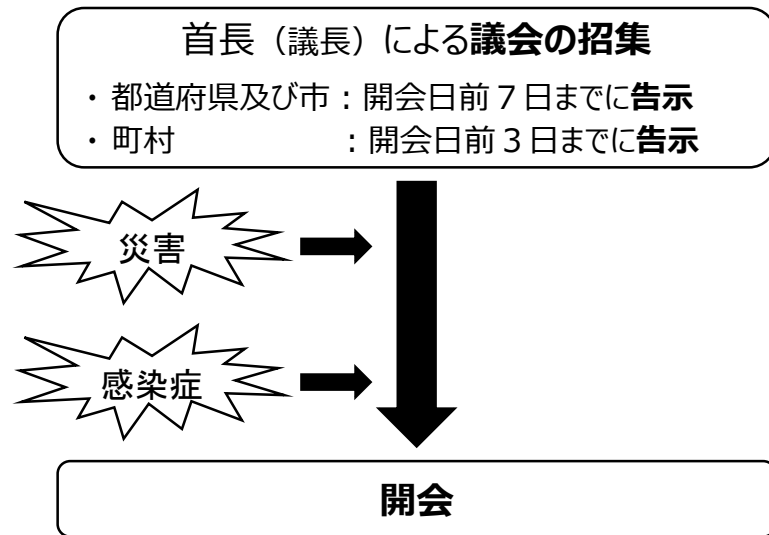 首長（議長）による議会の招集
・都道府県及び市：開会日前７日までに告示
・町村　　　　　：開会日前３日までに告示
災害
感染症
開会